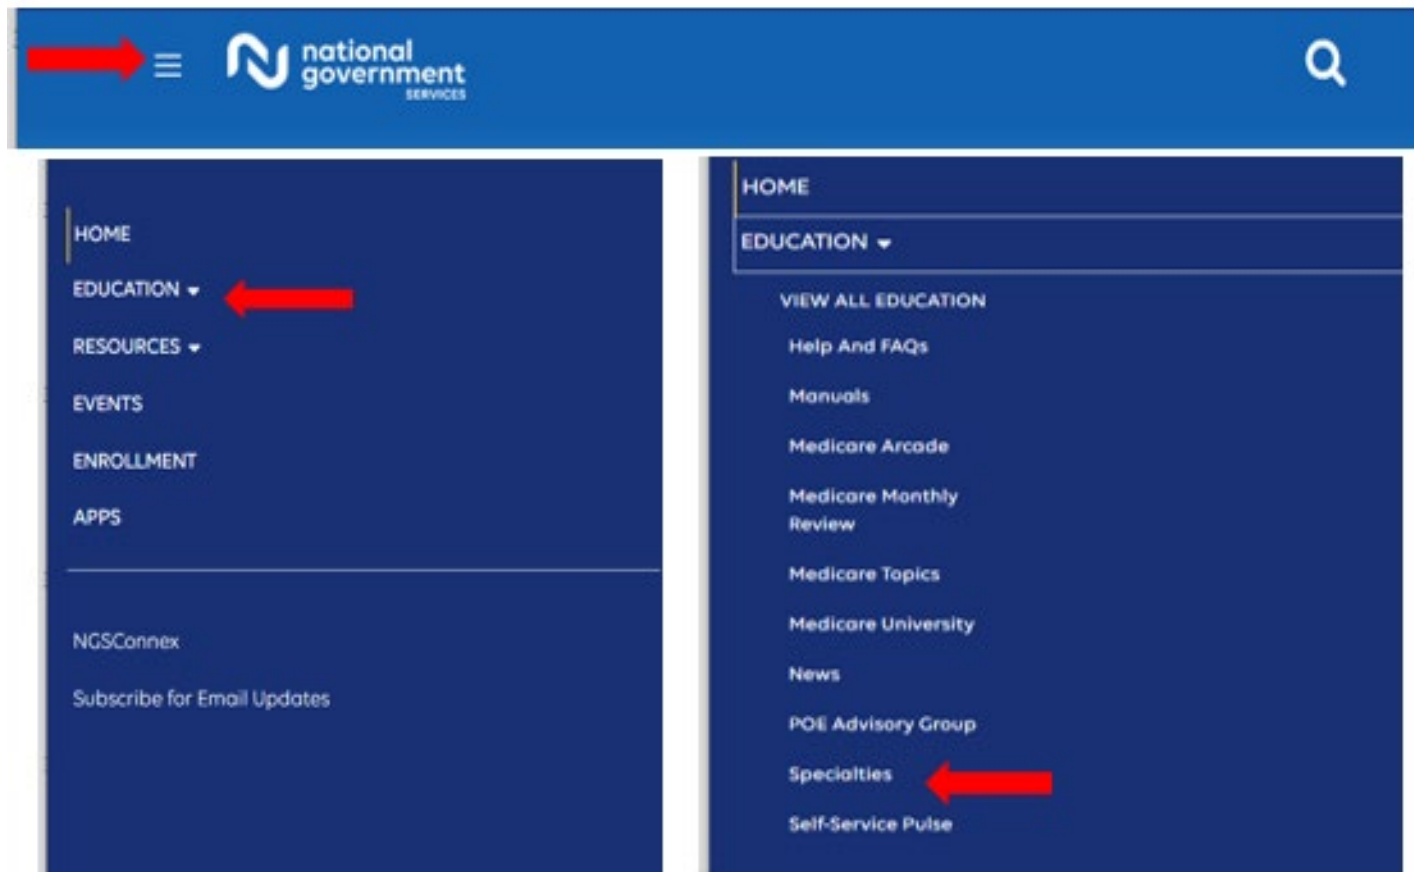 national
government
SERVICES
HOME
EDUCATION
RESOURCES
EVENTS
ENROLLMENT
APPS
NGSConnex
Subscribe for Email Updates
HOME
EDUCATION
VIEW ALL EDUCATION
Help And FAQs
Manuals
Medicare Arcade
Medicare Monthly
Review
Medicare Topics
Medicare University
News
POE Advisory Group
Specialties
Self-Service Pulse